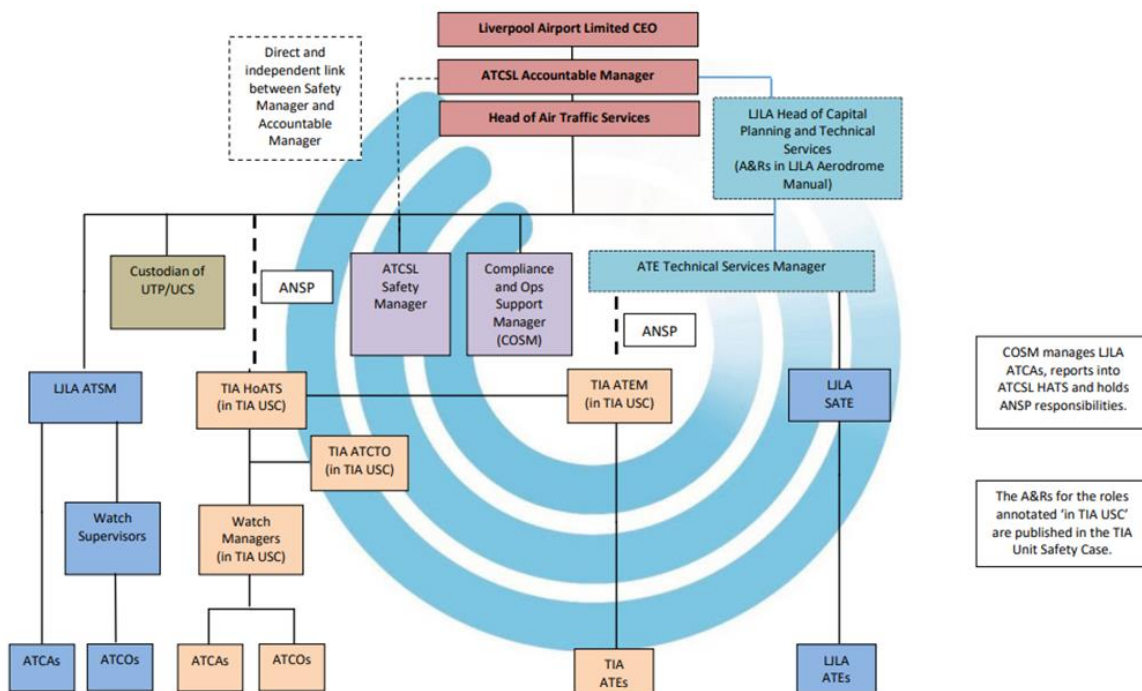 Liverpool Airport Limited CEO
Direct and
independent link
between Safety
Manager and
Accountable
Manager
ATCSL Accountable Manager
Head of Air Traffic Services
LJLA Head of Capital
Planning and Technical
Services
(A&Rs in LJLA Aerodrome
Manual)
Custodian of
UTP/UCS
ANSP
ATCSL
Safety
Manager
Compliance
and Ops
Support
Manager
(COSM)
ATE Technical Services Manager
ANSP
LJLA ATSM
TIA HoATS
(in TIA USC)
TIA ATEM
(in TIA USC)
LJLA
SATE
COSM manages LJLA
ATCAs, reports into
ATCSL HATS and holds
ANSP responsibilities.
TIA ATCTO
(in TIA USC)
Watch
Supervisors
Watch
Managers
(in TIA USC)
The A&Rs for the roles
annotated ‘in TIA USC’
are published in the TIA
Unit Safety Case.
ATCAs
ATCOs
ATCAs
ATCOs
TIA
ATEs
LJLA
ATEs